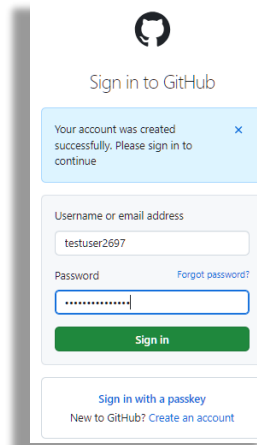 Sign in to GitHub
Your account was created
successfully. Please sign in to
continue
×
Username or email address
testuser2697
Password
Forgot password?
•••••••••••••••
Sign in
Sign in with a passkey
New to GitHub? Create an account